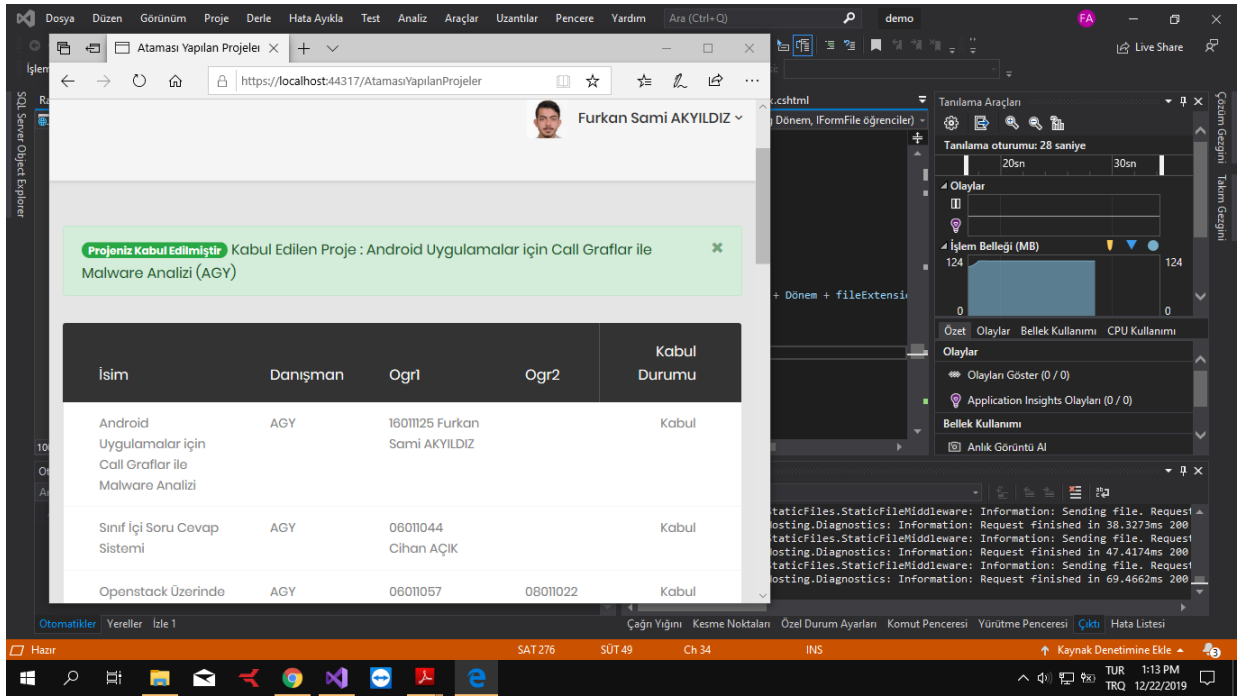 Dosya Düzen Görünüm Proje Derle Hata Ayıkla Test Analiz Araçlar Uzantılar Pencere Yardım Ara (Ctrl+Q) demo FA
Live Share
Ataması Yapılan Projeler
https://localhost:44317/AtamasıYapılanProjeler
Furkan Sami AKYILDIZ
Projeniz Kabul Edilmiştir Kabul Edilen Proje : Android Uygulamalar için Call Graflar ile
Malware Analizi (AGY)
İsim Danışman Ogr1 Ogr2 Kabul
Durumu
Android
Uygulamalar için
Call Graflar ile
Malware Analizi
AGY
16011125 Furkan
Sami AKYILDIZ
Kabul
Sınıf İçi Soru Cevap
Sistemi
AGY
06011044
Cihan AÇIK
Kabul
Openstack Üzerinde AGY 06011057 08011022 Kabul
SQL Server Object Explorer
x.cshtml
Dönem, IFormFile öğrenciler)
+ Dönem + fileExtensi
Tanılama Araçları
Tanılama oturumu: 28 saniye
20sn 30sn
Olaylar
İşlem Belleği (MB)
124 124
0 0
Özet Olaylar Bellek Kullanımı CPU Kullanımı
Olaylar
Olayları Göster (0 / 0)
Application Insights Olayları (0 / 0)
Bellek Kullanımı
Anlık Görüntü Al
Çözüm Gezgini
Takım Gezgini
StaticFiles.StaticFileMiddleware: Information: Sending file. Request
Hosting.Diagnostics: Information: Request finished in 38.3273ms 200
StaticFiles.StaticFileMiddleware: Information: Sending file. Request
Hosting.Diagnostics: Information: Request finished in 47.4174ms 200
StaticFiles.StaticFileMiddleware: Information: Sending file. Request
Hosting.Diagnostics: Information: Request finished in 69.4662ms 200
Otomatikler Yereller İzle 1
Çağrı Yığını Kesme Noktaları Özel Durum Ayarları Komut Penceresi Yürütme Penceresi Çıktı Hata Listesi
Hazır SAT 276 SÜT 49 Ch 34 INS Kaynak Denetimine Ekle 3
TUR 1:13 PM
TRQ 12/22/2019